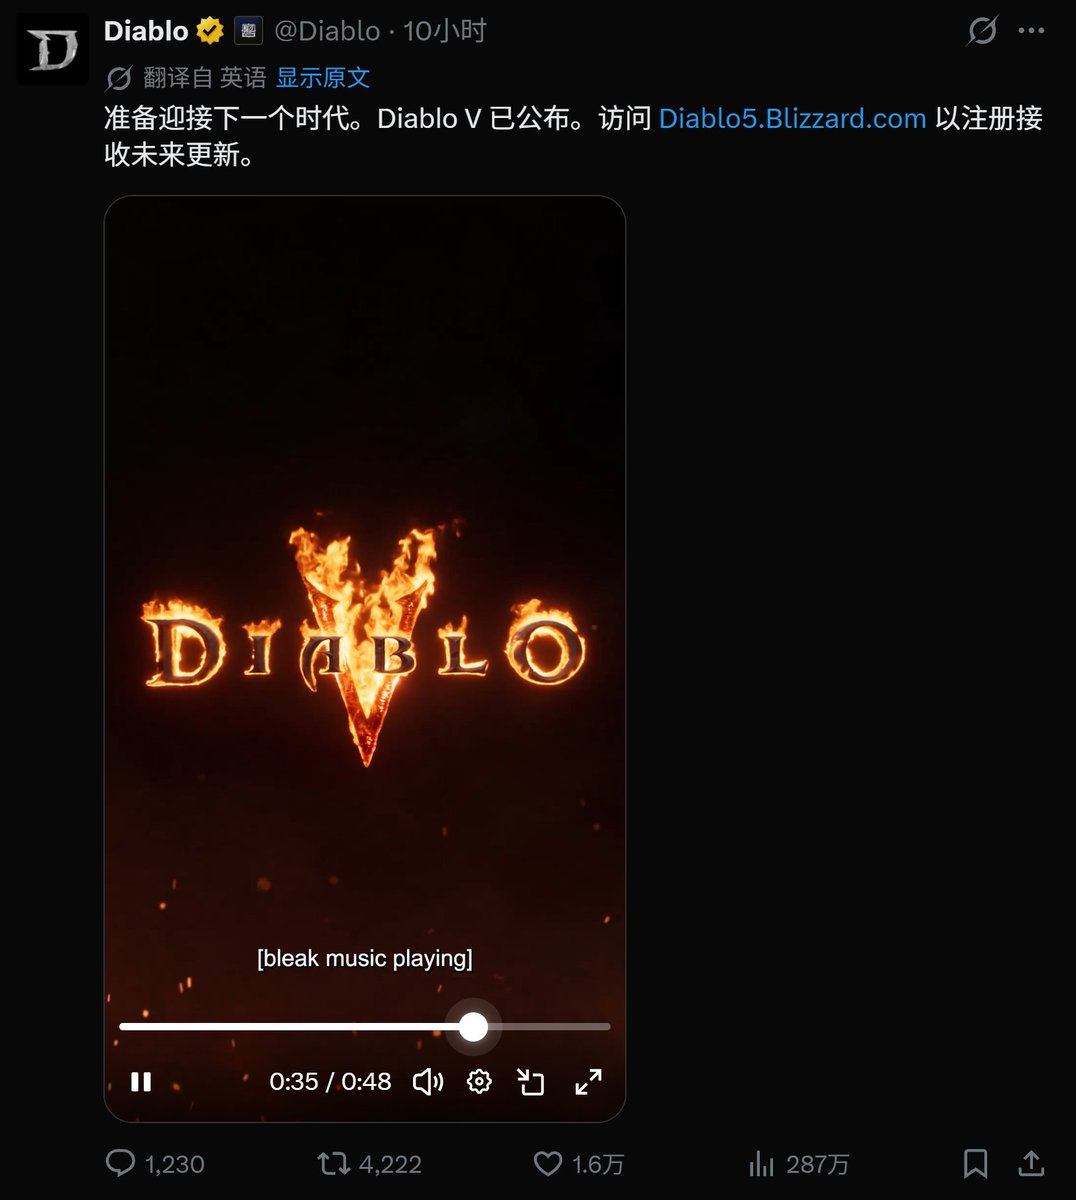 Diablo @Diablo · 10小时
翻译自 英语 显示原文
准备迎接下一个时代。Diablo V 已公布。访问 Diablo5.Blizzard.com 以注册接
收未来更新。
DIABLO
V
[bleak music playing]
0:35 / 0:48
1,230 4,222 1.6万 287万